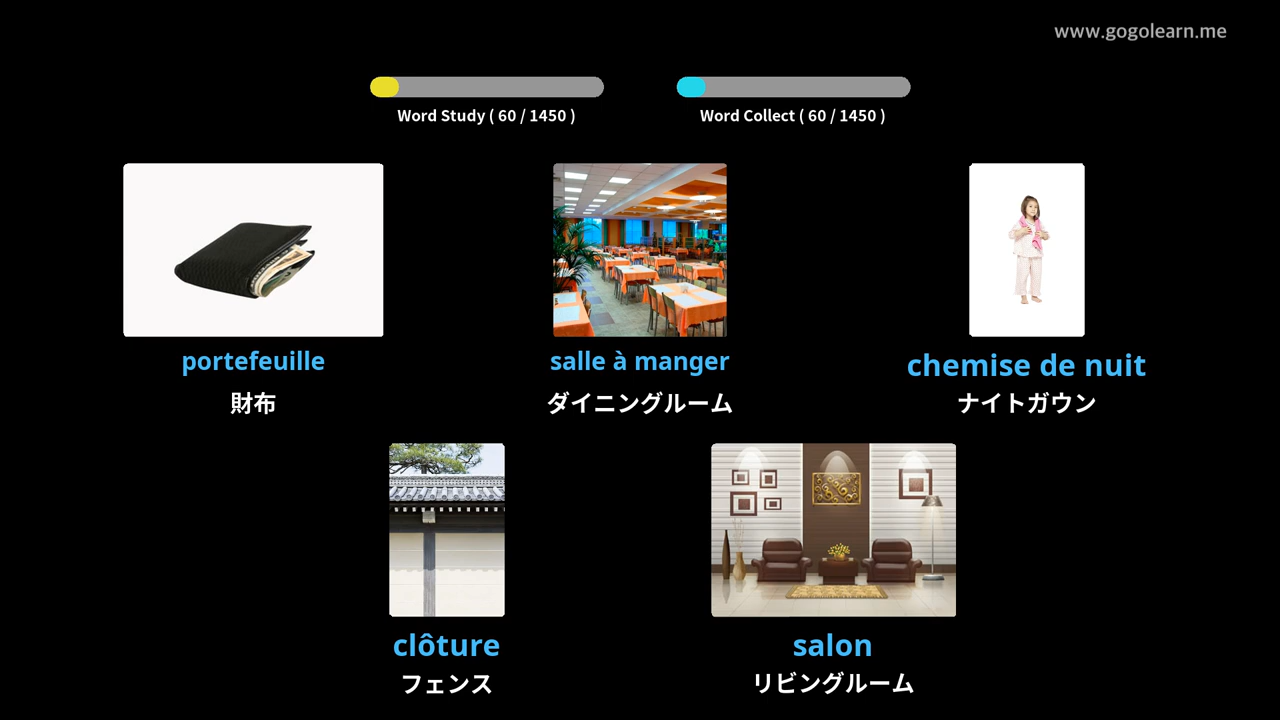 www.gogolearn.me
Word Study ( 60 / 1450 )
Word Collect ( 60 / 1450 )
portefeuille
財布
salle à manger
ダイニングルーム
chemise de nuit
ナイトガウン
clôture
フェンス
salon
リビングルーム